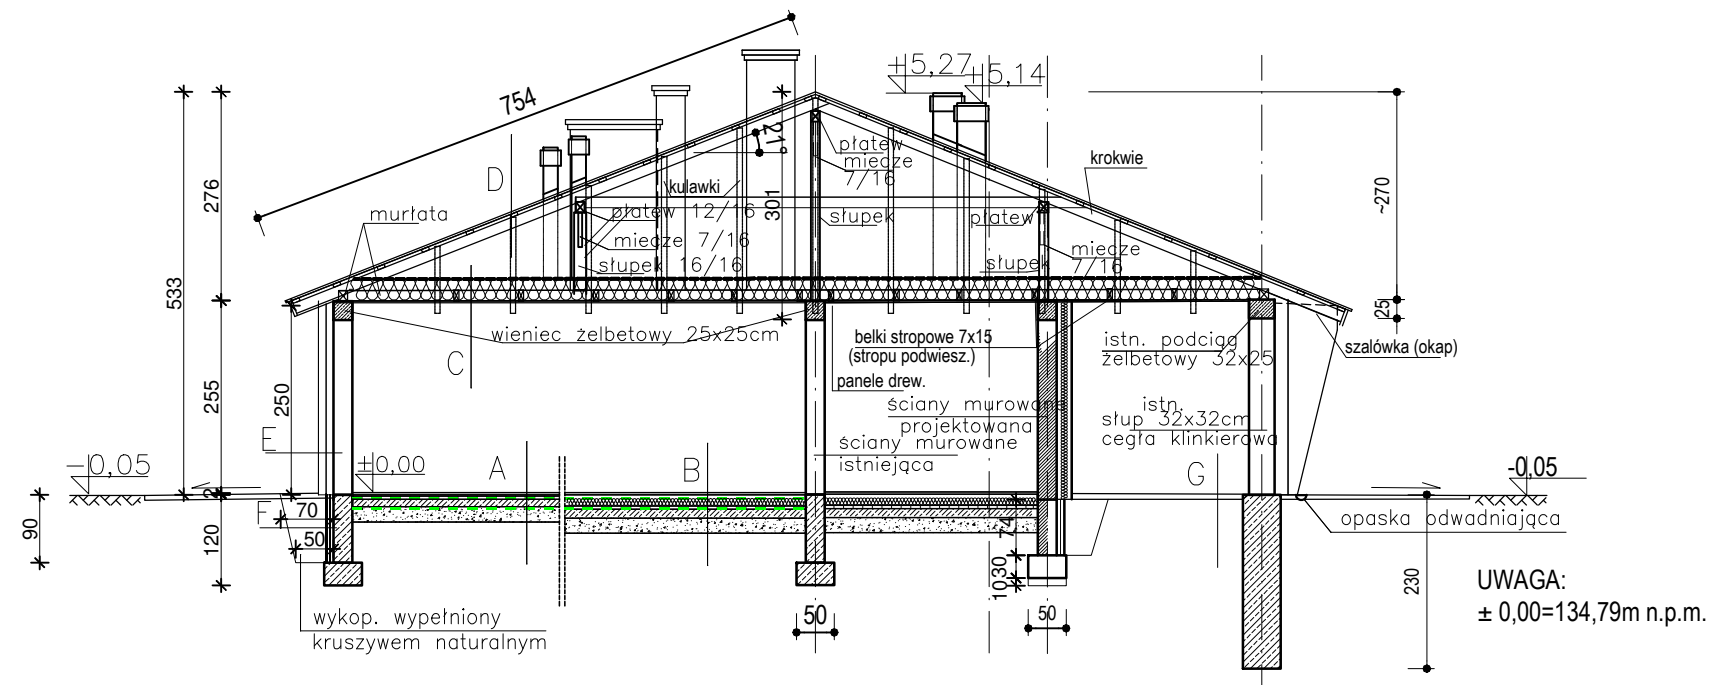 754
+5,27
+5,14
21°
płatew
miecze
7/16
krokwie
D
kulawki
276
murłata
płatew 12/16
301
słupek
płatew
~270
miecze 7/16
miecze
7/16
słupek 16/16
słupek
533
25
wieniec żelbetowy 25x25cm
belki stropowe 7x15
(stropu podwiesz.)
istn. podciąg
żelbetowy 32x25
szalówka (okap)
C
panele drew.
255
250
ściany murowane
projektowana
istn.
słup 32x32cm
cegła klinkierowa
E
ściany murowane
istniejąca
-0,05
±0,00
A
B
G
-0,05
2
F
70
opaska odwadniająca
90
120
50
74
30
10
230
UWAGA:
± 0,00=134,79m n.p.m.
wykop. wypełniony
kruszywem naturalnym
50
50